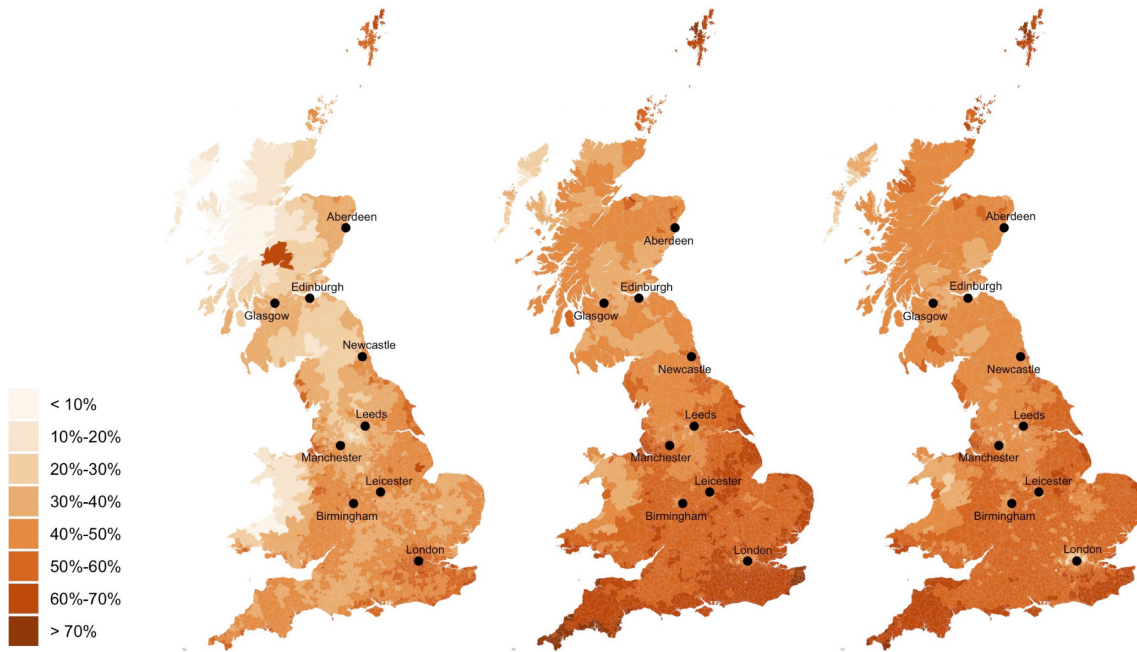 Aberdeen
Edinburgh
Glasgow
Newcastle
Leeds
Manchester
Leicester
Birmingham
London
Aberdeen
Edinburgh
Glasgow
Newcastle
Leeds
Manchester
Leicester
Birmingham
London
Aberdeen
Edinburgh
Glasgow
Newcastle
Leeds
Manchester
Leicester
Birmingham
London
< 10%
10%-20%
20%-30%
30%-40%
40%-50%
50%-60%
60%-70%
> 70%